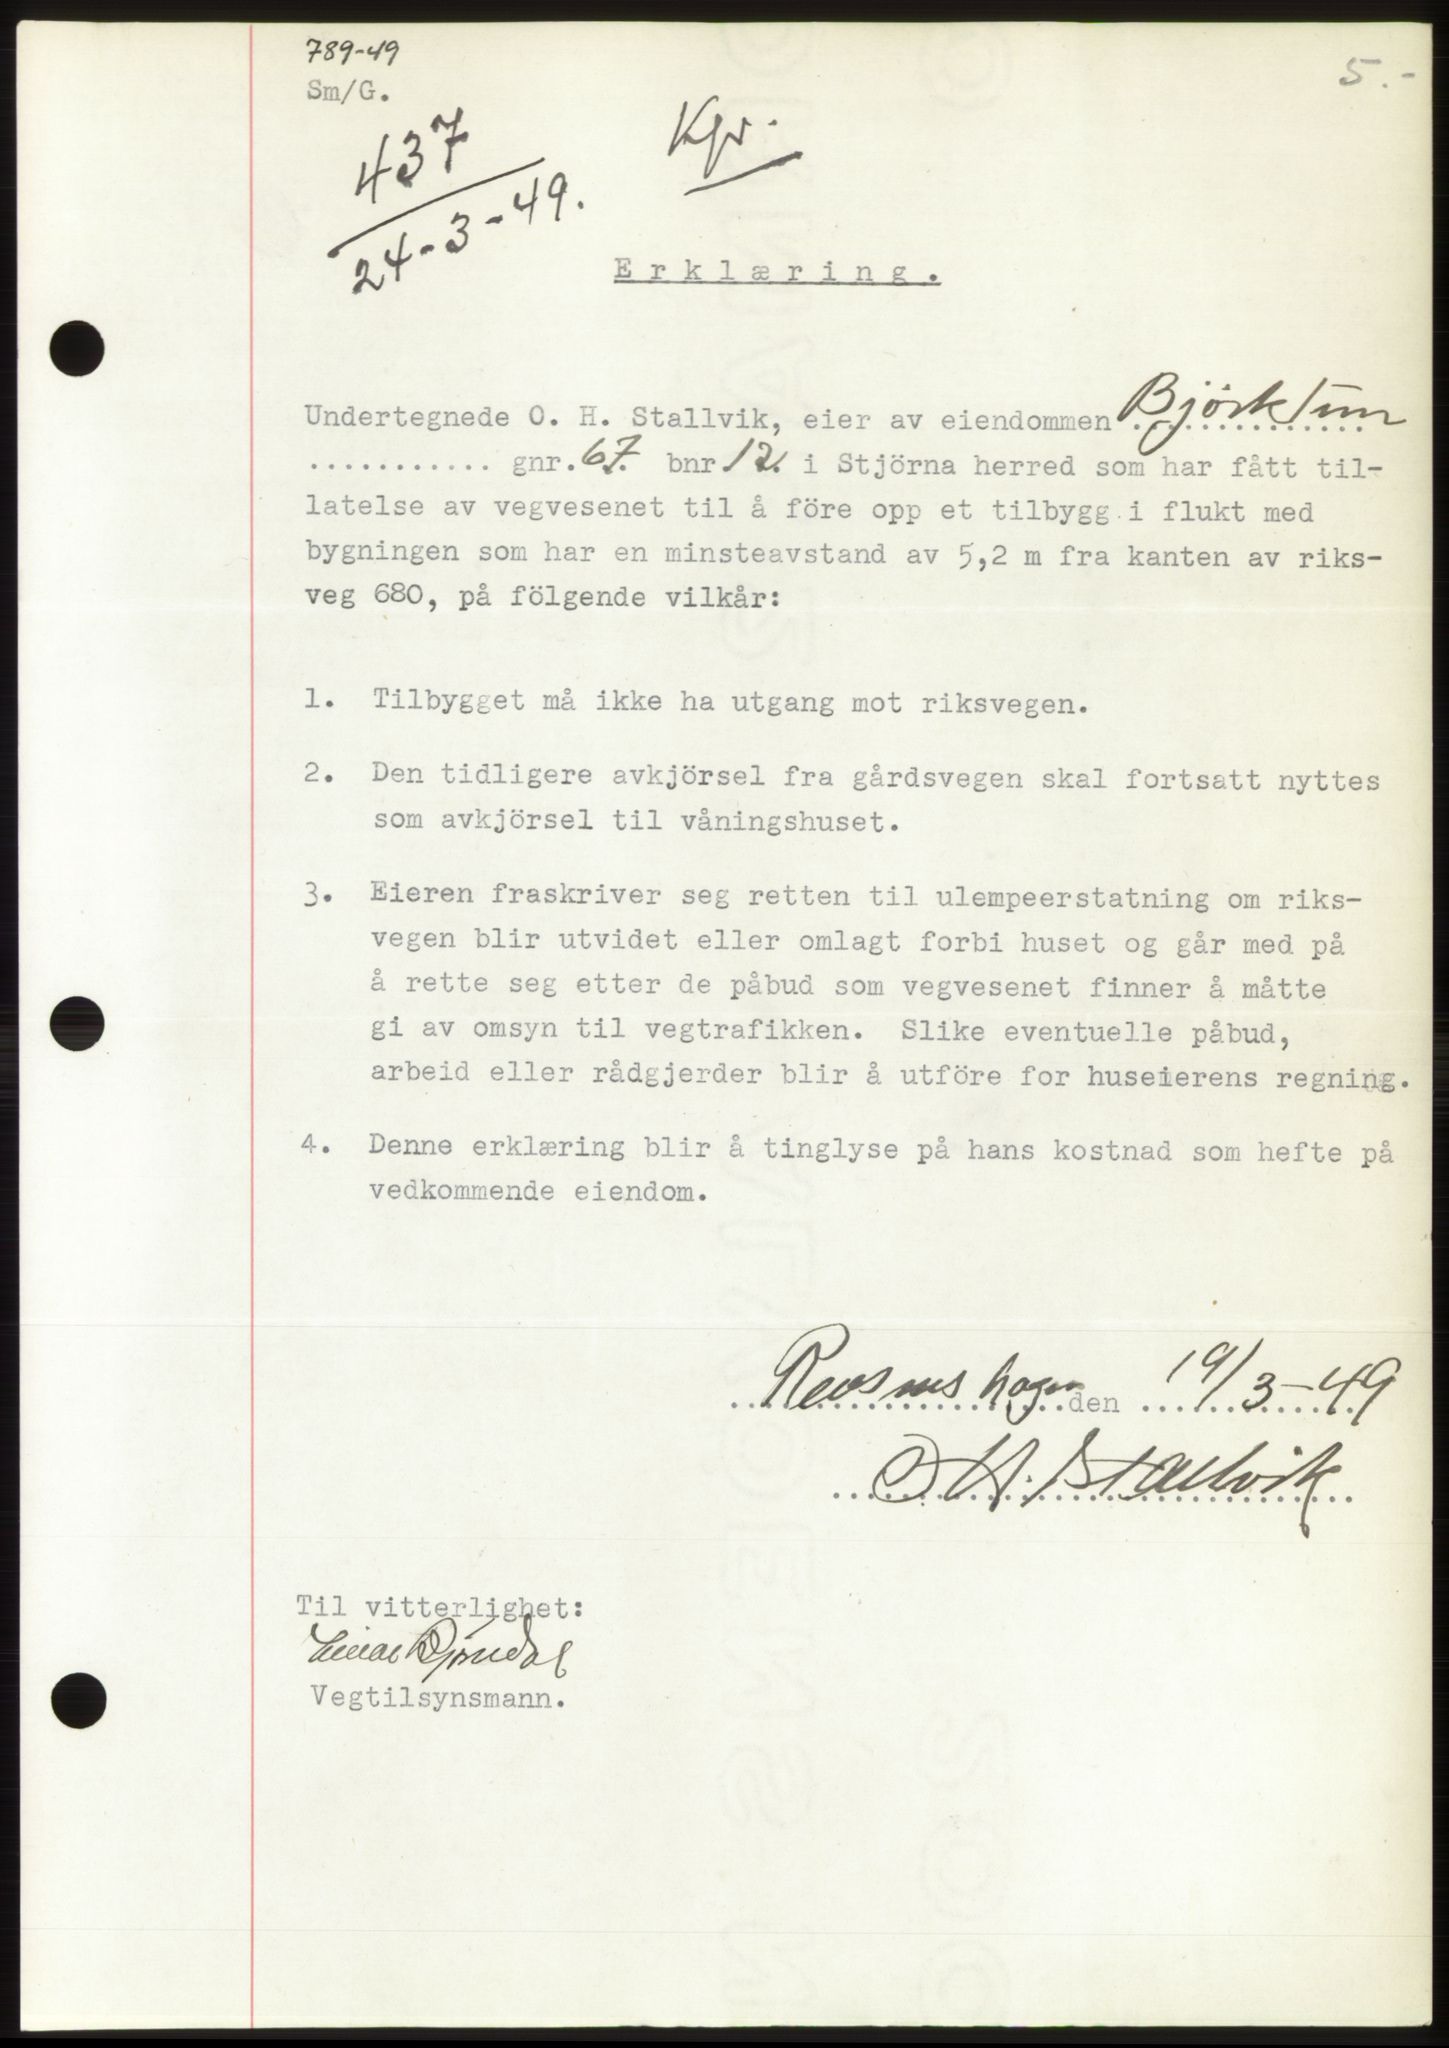 789-49
5.-
Sm/G.
437
24-3-49.
Erklæring.
Undertegnede O. H. Stallvik, eier av eiendommen Björktun
........... gnr. 67. bnr 12. i Stjörna herred som har fått til-
latelse av vegvesenet til å före opp et tilbygg i flukt med
bygningen som har en minsteavstand av 5,2 m fra kanten av riks-
veg 680, på fölgende vilkår:
1. Tilbygget må ikke ha utgang mot riksvegen.
2. Den tidligere avkjörsel fra gårdsvegen skal fortsatt nyttes
som avkjörsel til våningshuset.
3. Eieren fraskriver seg retten til ulempeerstatning om riks-
vegen blir utvidet eller omlagt forbi huset og går med på
å rette seg etter de påbud som vegvesenet finner å måtte
gi av omsyn til vegtrafikken. Slike eventuelle påbud,
arbeid eller rådgjerder blir å utföre for huseierens regning.
4. Denne erklæring blir å tinglyse på hans kostnad som hefte på
vedkommende eiendom.
den 19/3-49
O H. Stallvik
Til vitterlighet:
Einar
Vegtilsynsmann.